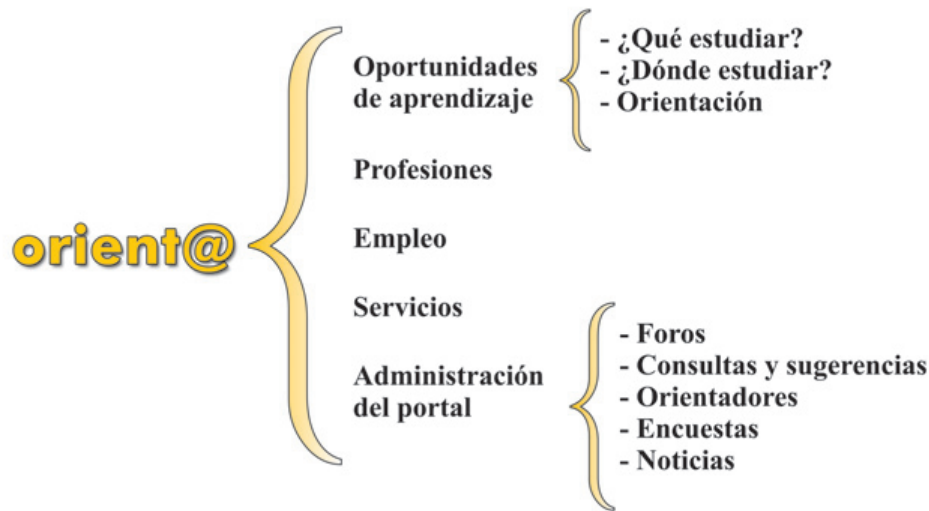 orient@
Oportunidades
de aprendizaje
- ¿Qué estudiar?
- ¿Dónde estudiar?
- Orientación
Profesiones
Empleo
Servicios
Administración
del portal
- Foros
- Consultas y sugerencias
- Orientadores
- Encuestas
- Noticias